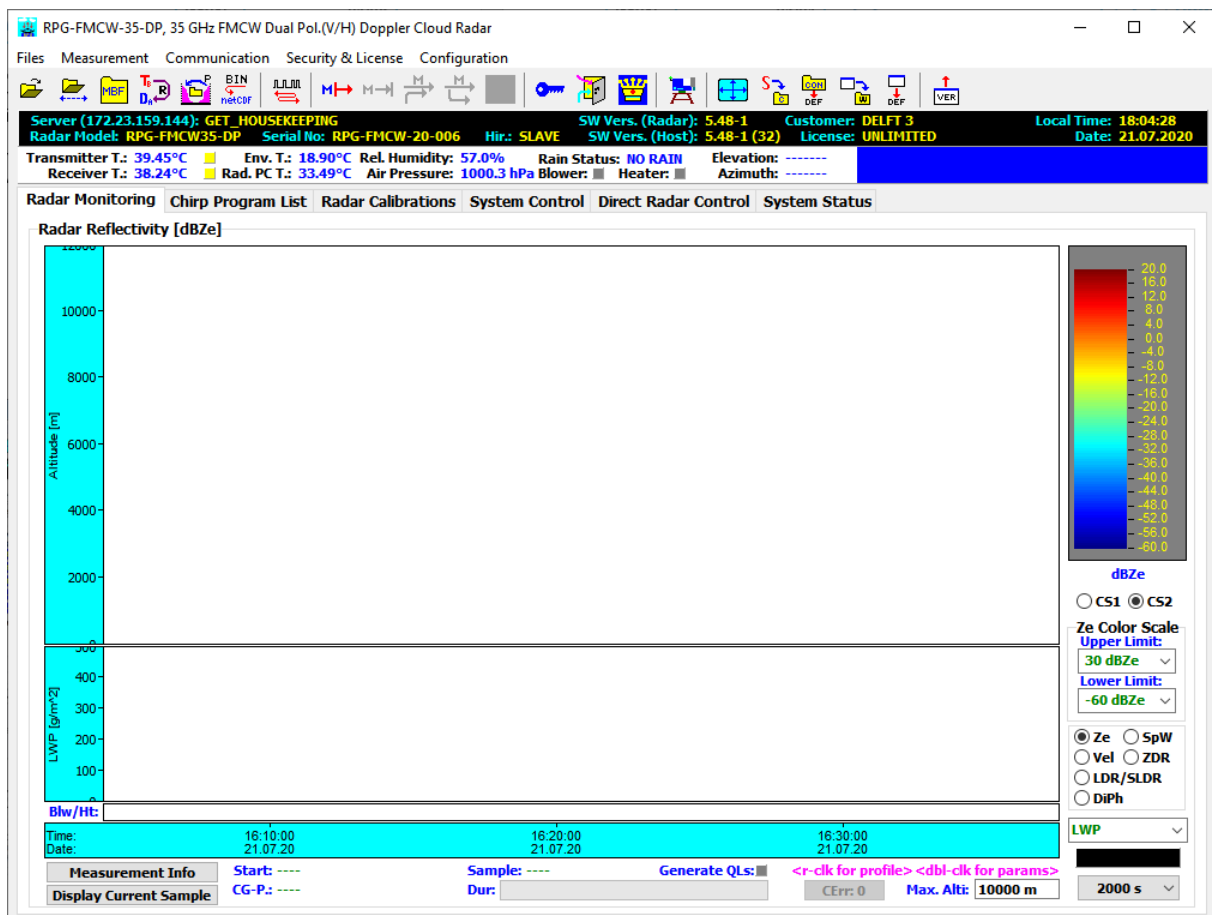 RPG-FMCW-35-DP, 35 GHz FMCW Dual Pol.(V/H) Doppler Cloud Radar
Files Measurement Communication Security & License Configuration
MBF TB R DA P BIN netCDF M M M M S C CON DEF W DEF VER
Server (172.23.159.144): GET_HOUSEKEEPING SW Vers. (Radar): 5.48-1 Customer: DELFT 3 Local Time: 18:04:28
Radar Model: RPG-FMCW35-DP Serial No: RPG-FMCW-20-006 Hir.: SLAVE SW Vers. (Host): 5.48-1 (32) License: UNLIMITED Date: 21.07.2020
Transmitter T.: 39.45°C Env. T.: 18.90°C Rel. Humidity: 57.0% Rain Status: NO RAIN Elevation: -------
Receiver T.: 38.24°C Rad. PC T.: 33.49°C Air Pressure: 1000.3 hPa Blower: Heater: Azimuth: -------
Radar Monitoring Chirp Program List Radar Calibrations System Control Direct Radar Control System Status
Radar Reflectivity [dBZe]
12000
10000
8000
6000
4000
2000
0
Altitude [m]
500
400
300
200
100
0
LWP [g/m^2]
Blw/Ht:
Time: 16:10:00 16:20:00 16:30:00
Date: 21.07.20 21.07.20 21.07.20
Measurement Info Start: ---- Sample: ---- Generate QLs: <r-clk for profile> <dbl-clk for params>
Display Current Sample CG-P.: ---- Dur: CErr: 0 Max. Alti: 10000 m
20.0
16.0
12.0
8.0
4.0
0.0
-4.0
-8.0
-12.0
-16.0
-20.0
-24.0
-28.0
-32.0
-36.0
-40.0
-44.0
-48.0
-52.0
-56.0
-60.0
dBZe
CS1 CS2
Ze Color Scale
Upper Limit:
30 dBZe
Lower Limit:
-60 dBZe
Ze SpW
Vel ZDR
LDR/SLDR
DiPh
LWP
2000 s